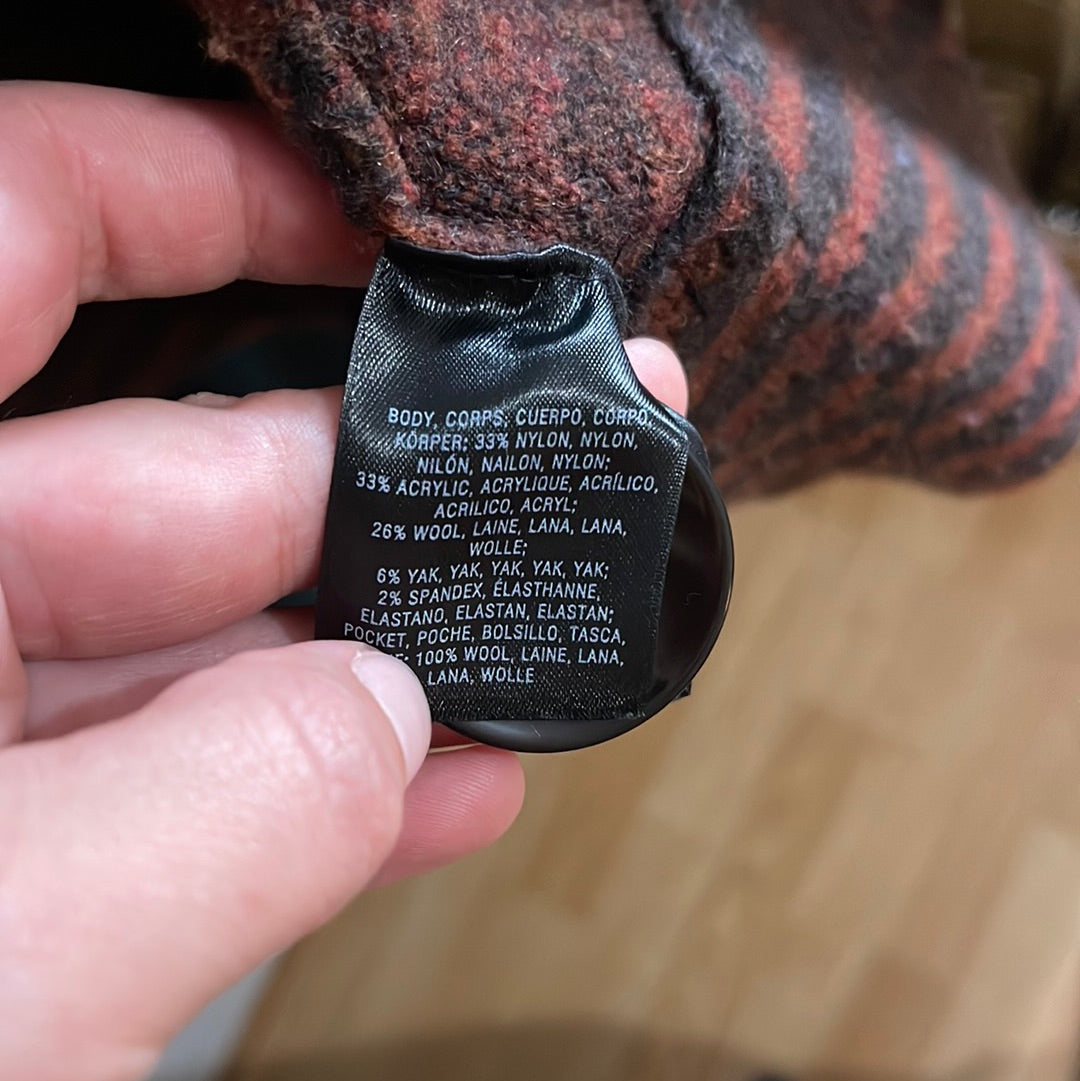 BODY, CORPS, CUERPO, CORPO,
KÖRPER: 33% NYLON, NYLON,
NILÓN, NAILON, NYLON;
33% ACRYLIC, ACRYLIQUE, ACRÍLICO,
ACRILICO, ACRYL;
26% WOOL, LAINE, LANA, LANA,
WOLLE;
6% YAK, YAK, YAK, YAK, YAK;
2% SPANDEX, ÉLASTHANNE,
ELASTANO, ELASTAN, ELASTAN;
POCKET, POCHE, BOLSILLO, TASCA,
100% WOOL, LAINE, LANA,
LANA, WOLLE